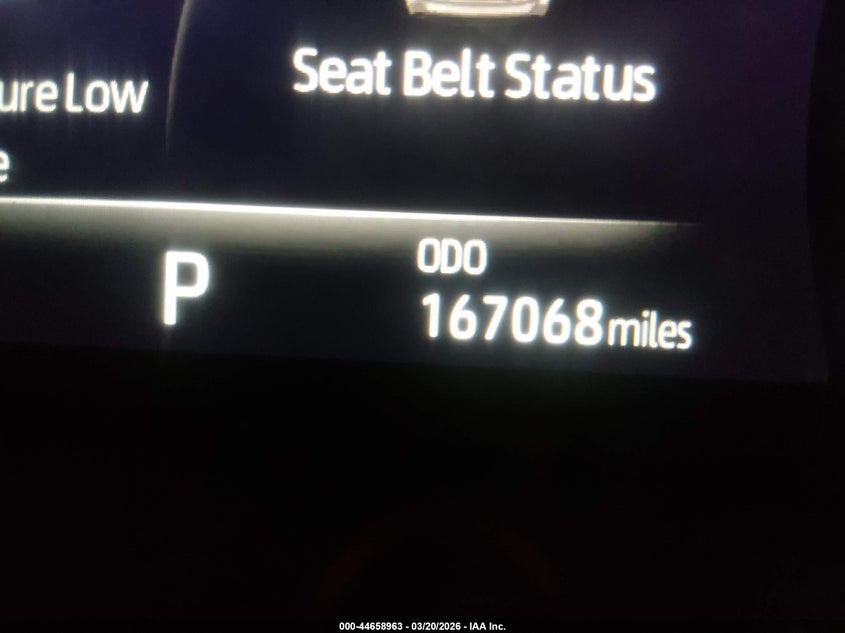 Seat Belt Status
ure Low
e
P
ODO
167068 miles
000-44658963 - 03/20/2026 - IAA Inc.